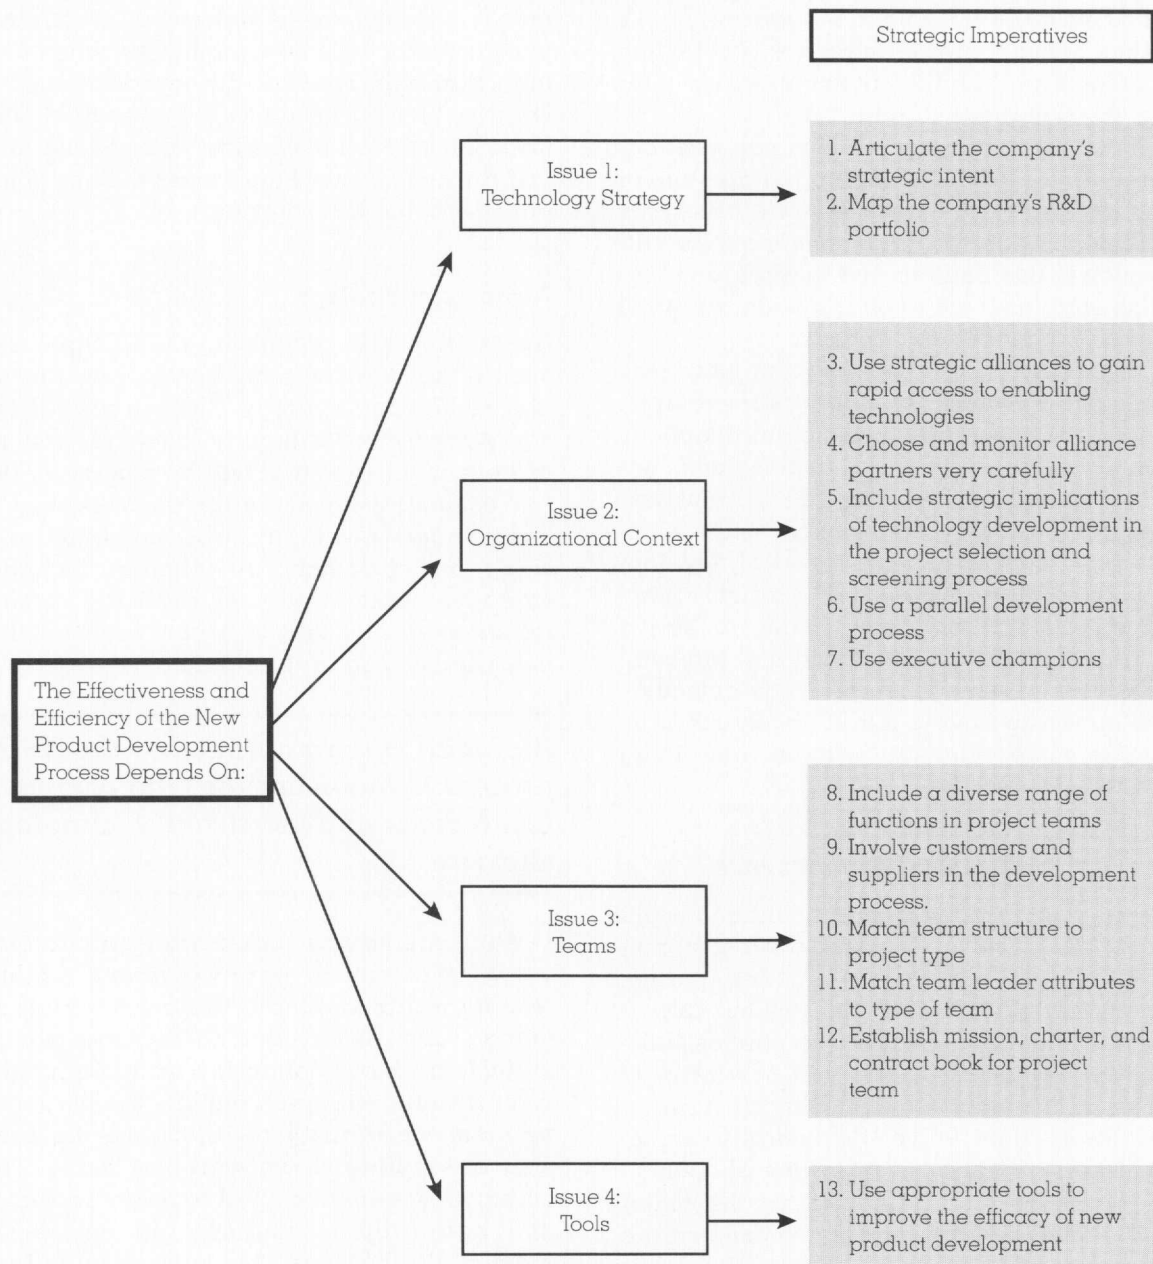 Strategic Imperatives
Issue 1:
Technology Strategy
1. Articulate the company's
strategic intent
2. Map the company's R&D
portfolio
3. Use strategic alliances to gain
rapid access to enabling
technologies
4. Choose and monitor alliance
partners very carefully
5. Include strategic implications
of technology development in
the project selection and
screening process
6. Use a parallel development
process
7. Use executive champions
Issue 2:
Organizational Context
The Effectiveness and
Efficiency of the New
Product Development
Process Depends On:
8. Include a diverse range of
functions in project teams
9. Involve customers and
suppliers in the development
process.
10. Match team structure to
project type
11. Match team leader attributes
to type of team
12. Establish mission, charter, and
contract book for project
team
Issue 3:
Teams
Issue 4:
Tools
13. Use appropriate tools to
improve the efficacy of new
product development